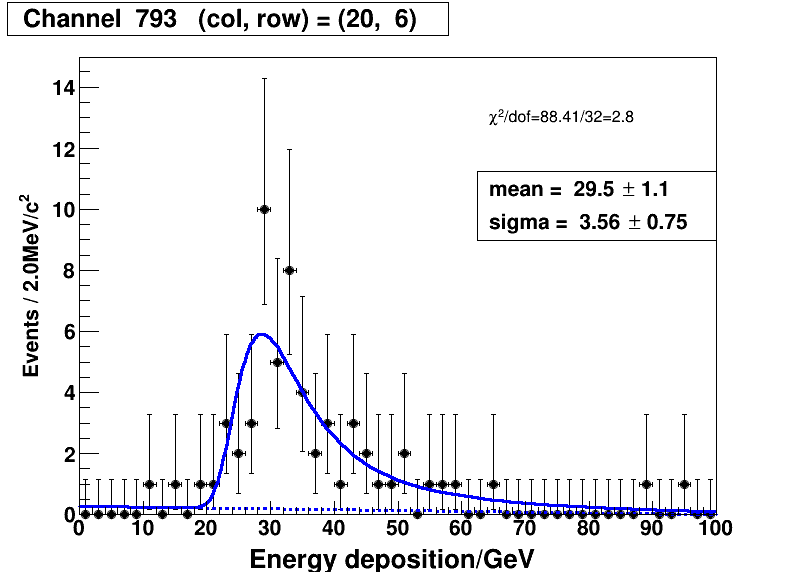 Channel 793 (col, row) = (20, 6)
χ²/dof=88.41/32=2.8
mean = 29.5 ± 1.1
sigma = 3.56 ± 0.75
Events / 2.0MeV/c²
14
12
10
8
6
4
2
0
0 10 20 30 40 50 60 70 80 90 100
Energy deposition/GeV